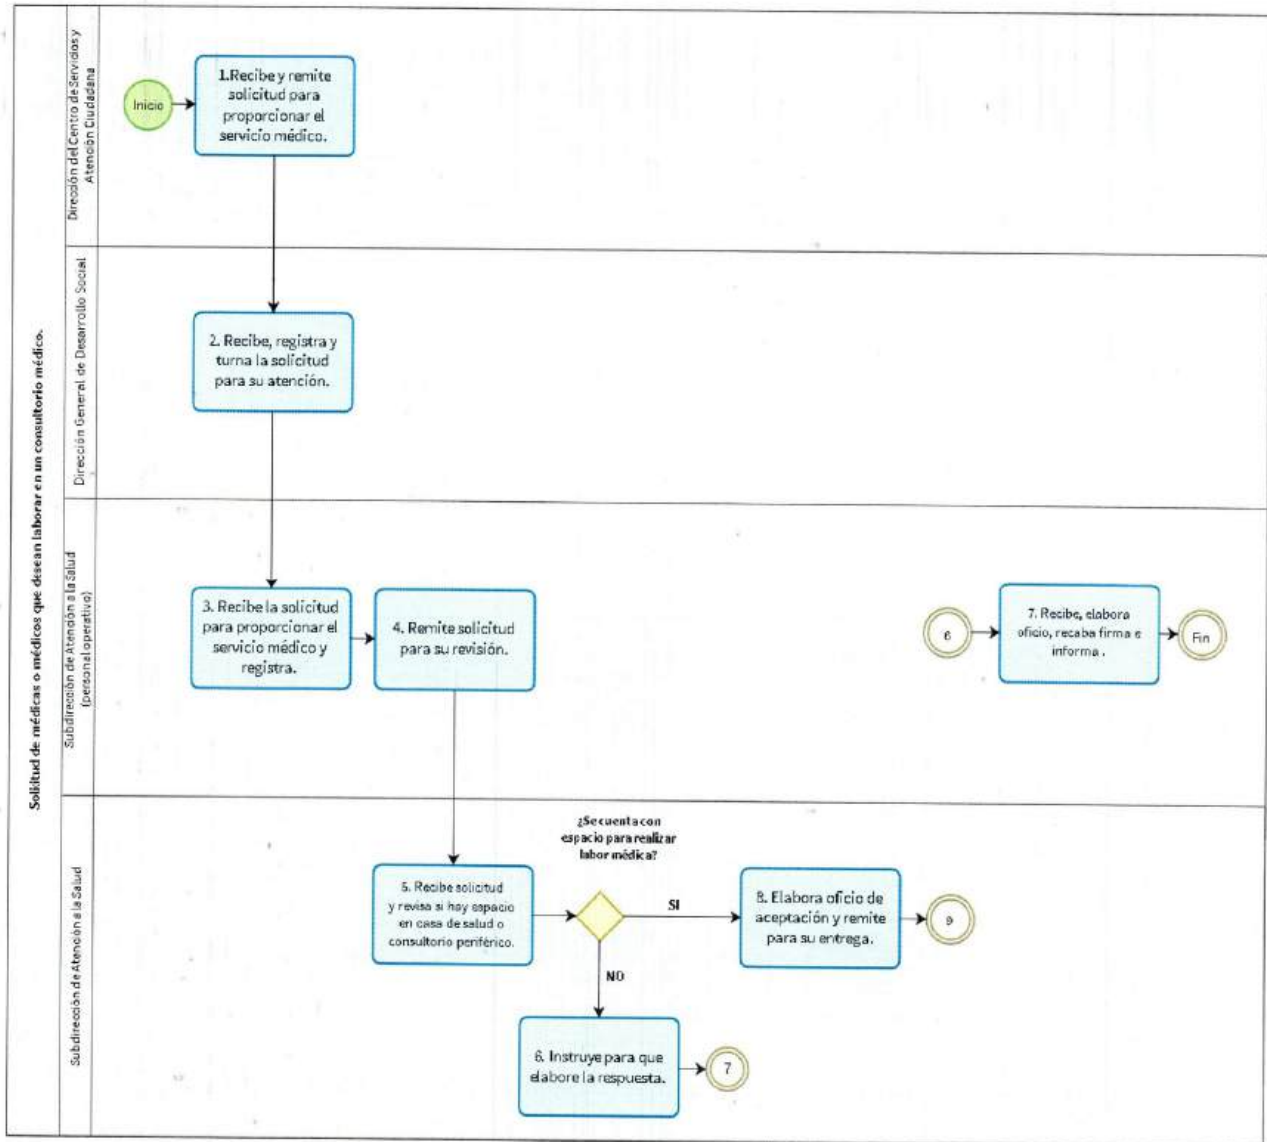 Solicitud de médicas o médicos que desean laborar en un consultorio médico.
Dirección del Centro de Servicios y
Atención Ciudadana
Inicio
1.Recibe y remite
solicitud para
proporcionar el
servicio médico.
Dirección General de Desarrollo Social
2. Recibe, registra y
turna la solicitud
para su atención.
Subdirección de Atención a la Salud
(personal operativo)
3. Recibe la solicitud
para proporcionar el
servicio médico y
registra.
4. Remite solicitud
para su revisión.
6
7. Recibe, elabora
oficio, recaba firma e
informa .
Fin
Subdirección de Atención a la Salud
5. Recibe solicitud
y revisa si hay espacio
en casa de salud o
consultorio periférico.
¿Se cuenta con
espacio para realizar
labor médica?
SI
NO
8. Elabora oficio de
aceptación y remite
para su entrega.
9
6. Instruye para que
elabore la respuesta.
7